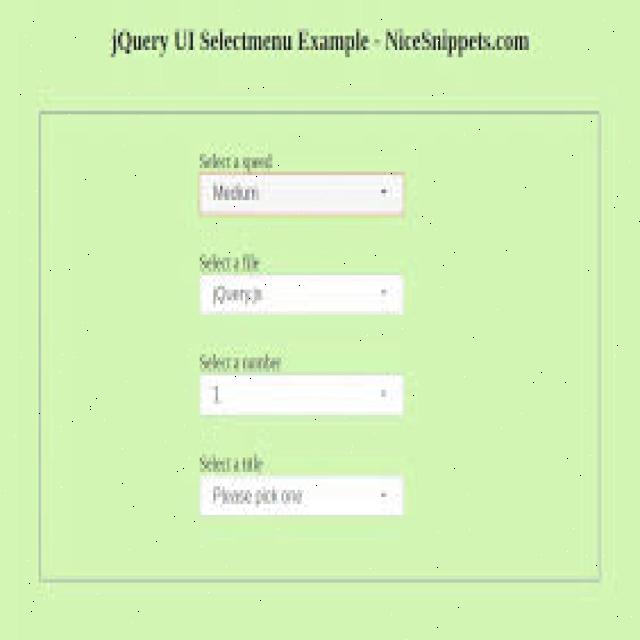 jQuery UI Selectmenu Example - NiceSnippets.com
Select a speed
Medium
Select a file
jQuery.js
Select a number
1
Select a title
Please pick one